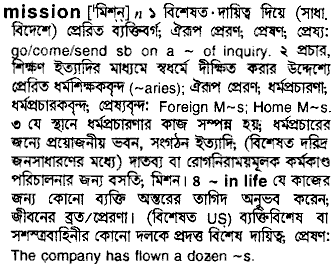 mission ['মিশন্] n ১ বিশেষত · দায়িত্ব দিয়ে (সাধা,
বিদেশে) প্রেরিত ব্যক্তিবর্গ; ঐরূপ প্রেরণ; প্রেষণ; প্রেষ্য:
go/come/send sb on a ~ of inquiry. ২ প্রচার,
শিক্ষণ ইত্যাদির মাধ্যমে স্বধর্মে দীক্ষিত করার উদ্দেশ্যে
প্রেরিত ধর্মশিক্ষকবৃন্দ (~aries); ঐরূপ প্রেরণ; ধর্মপ্রচারণা;
ধর্মপ্রচারকবৃন্দ; প্রেষ্যবৃন্দ: Foreign M~s; Home M~s.
৩ যে স্থানে ধর্মপ্রচারণার কাজ সম্পন্ন হয়; ধর্মপ্রচারের
জন্যে প্রয়োজনীয় ভবন, সংগঠন ইত্যাদি; (বিশেষত দরিদ্র
জনসাধারণের মধ্যে) দাতব্য বা রোগনিরাময়মূলক কর্মকাণ্ড
পরিচালনার জন্য বসতি; মিশন। ৪ ~ in life যে কাজের
জন্য কোনো ব্যক্তি অন্তরের তাগিদ অনুভব করেন;
জীবনের ব্রত/প্রেরণা। (বিশেষত US) ব্যক্তিবিশেষ বা
সশস্ত্রবাহিনীর কোনো দলকে প্রদত্ত বিশেষ দায়িত্ব; প্রেষণ:
The company has flown a dozen ~s.